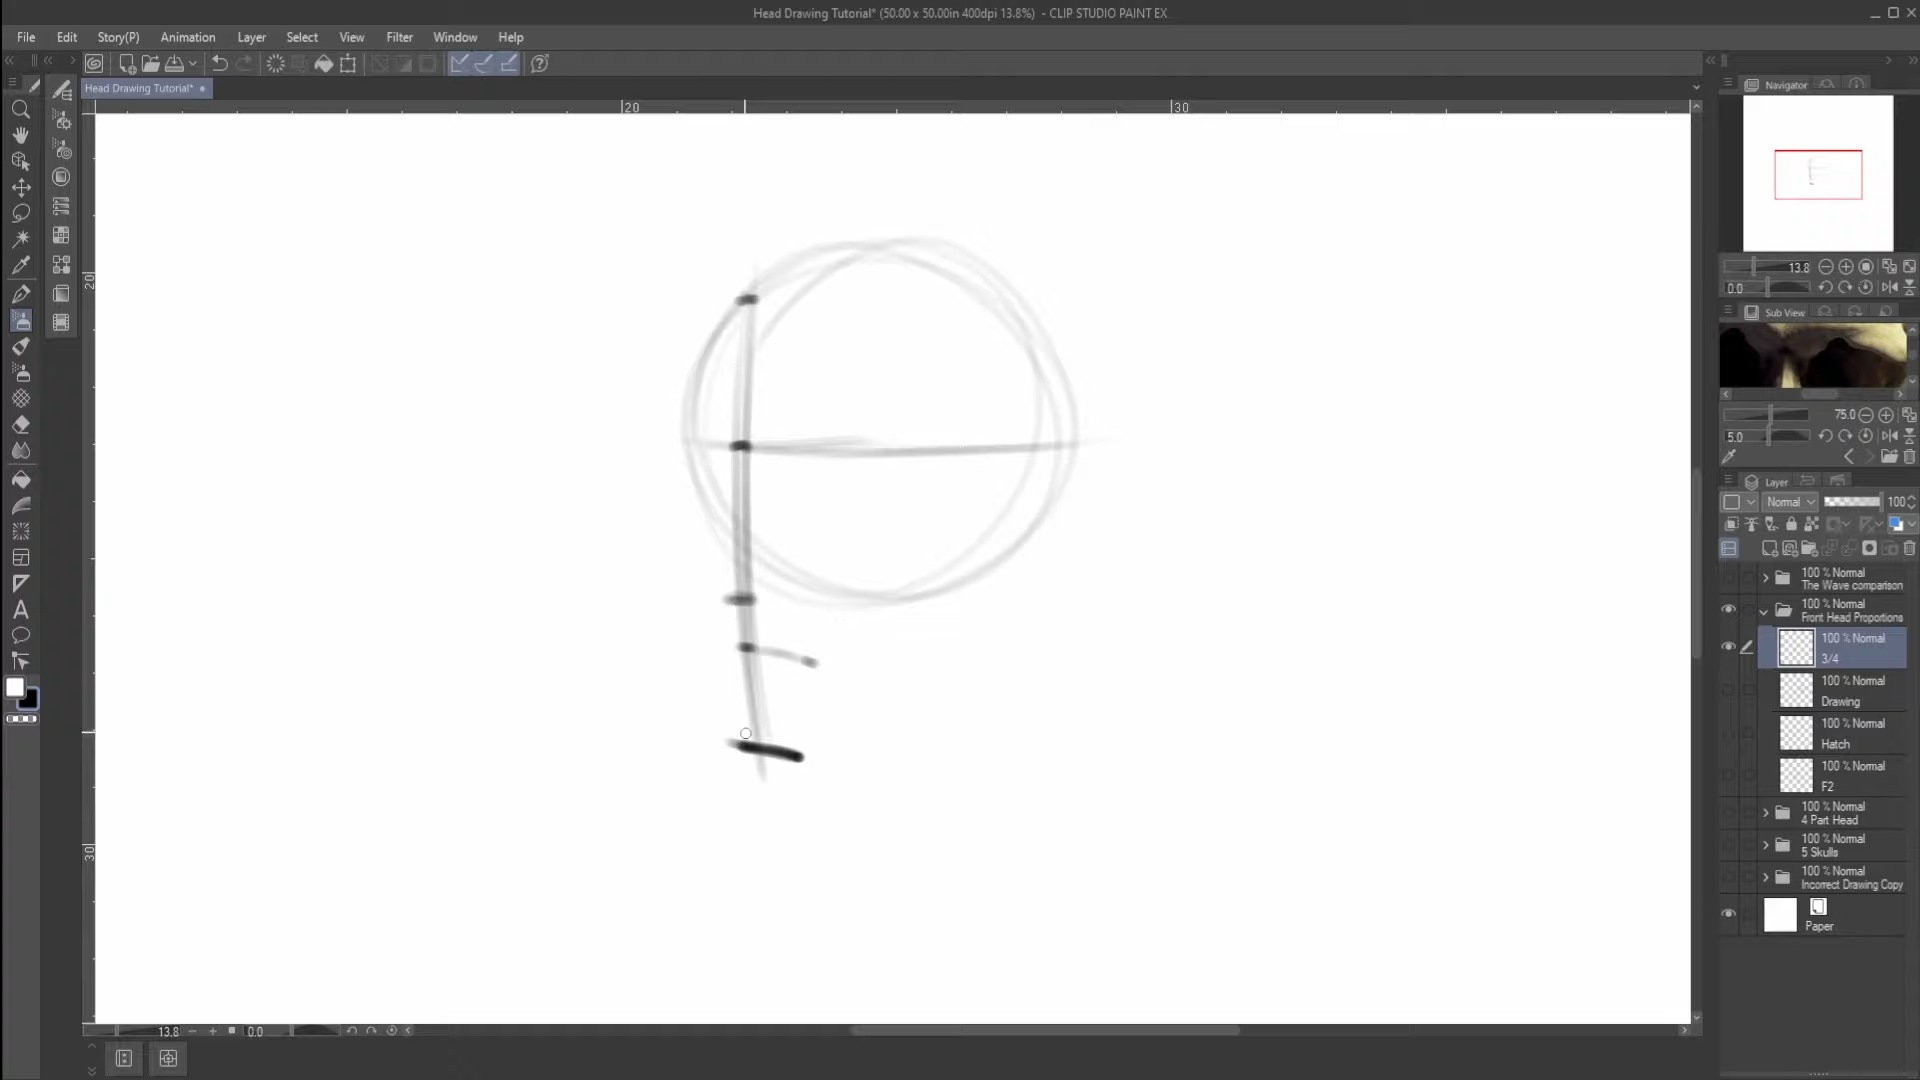 Head Drawing Tutorial* (50.00 x 50.00in 400dpi 13.8%) - CLIP STUDIO PAINT EX
File Edit Story(P) Animation Layer Select View Filter Window Help
Head Drawing Tutorial*
Navigator
20 30
20
30
13.8
0.0
Sub View
75.0
5.0
Layer
Normal 100
100 % Normal
The Wave comparison
100 % Normal
Front Head Propotions
100 % Normal
3/4
100 % Normal
Drawing
100 % Normal
Hatch
100 % Normal
F2
100 % Normal
4 Part Head
100 % Normal
5 Skulls
100 % Normal
Incorrect Drawing Copy
Paper
13.8 0.0